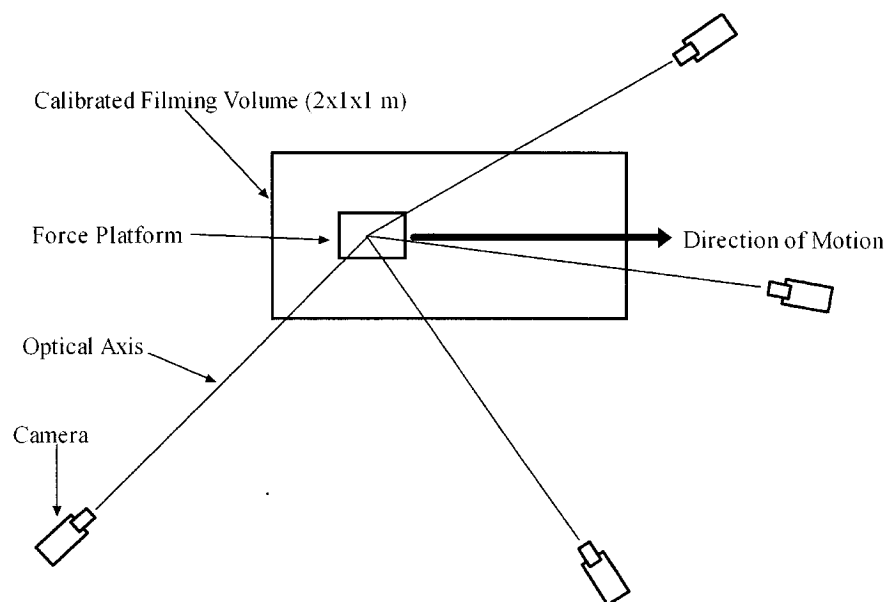 Calibrated Filming Volume (2x1x1 m)
Force Platform
Direction of Motion
Optical Axis
Camera